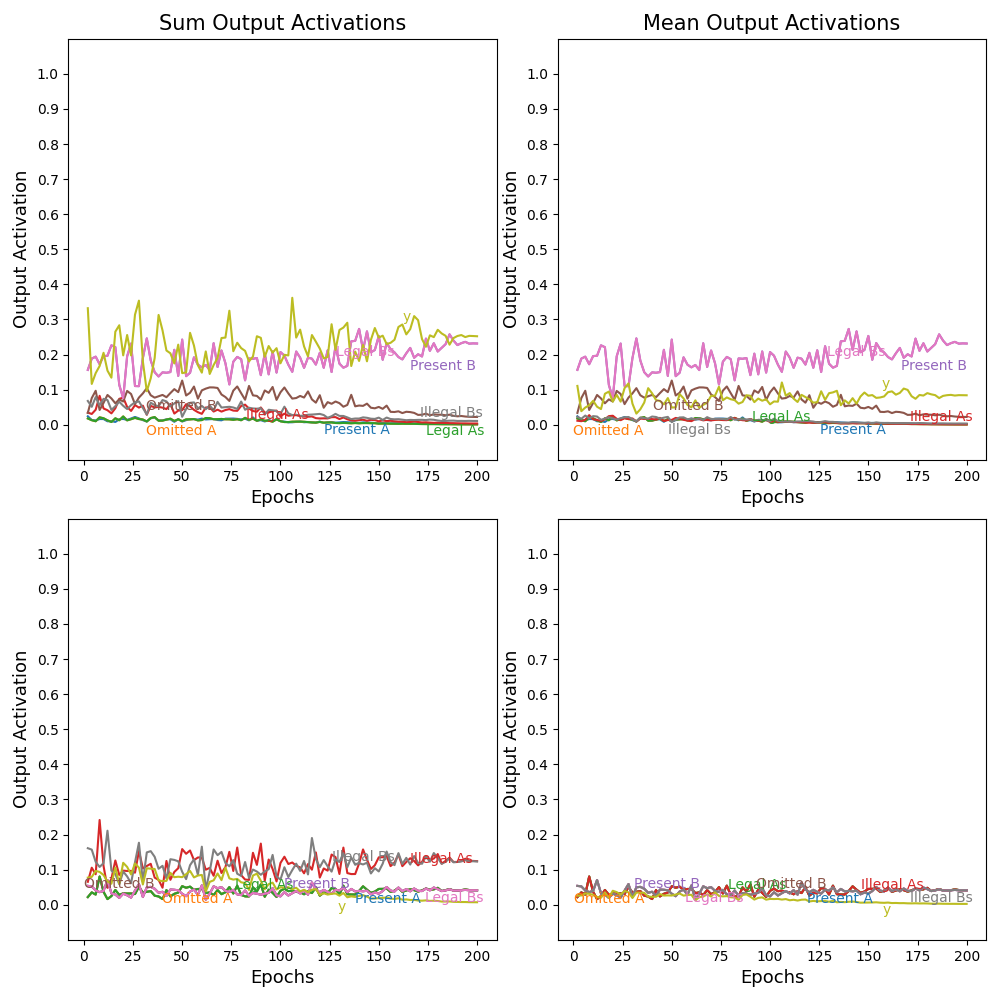 Sum Output Activations
Mean Output Activations
Output Activation
1.0
0.9
0.8
0.7
0.6
0.5
0.4
0.3
0.2
0.1
0.0
y
Legal Bs
Present B
Omitted B
Illegal As
Illegal Bs
Omitted A
Present A
Legal As
0
25
50
75
100
125
150
175
200
Epochs
Output Activation
1.0
0.9
0.8
0.7
0.6
0.5
0.4
0.3
0.2
0.1
0.0
Legal Bs
Present B
y
Omitted B
Legal As
Illegal As
Omitted A
Illegal Bs
Present A
0
25
50
75
100
125
150
175
200
Epochs
Output Activation
1.0
0.9
0.8
0.7
0.6
0.5
0.4
0.3
0.2
0.1
0.0
Illegal Bs
Illegal As
Omitted B
Legal As
Present B
Omitted A
Present A
Legal Bs
y
0
25
50
75
100
125
150
175
200
Epochs
Output Activation
1.0
0.9
0.8
0.7
0.6
0.5
0.4
0.3
0.2
0.1
0.0
Present B
Legal As
Omitted B
Illegal As
Omitted A
Legal Bs
Present A
Illegal Bs
y
0
25
50
75
100
125
150
175
200
Epochs